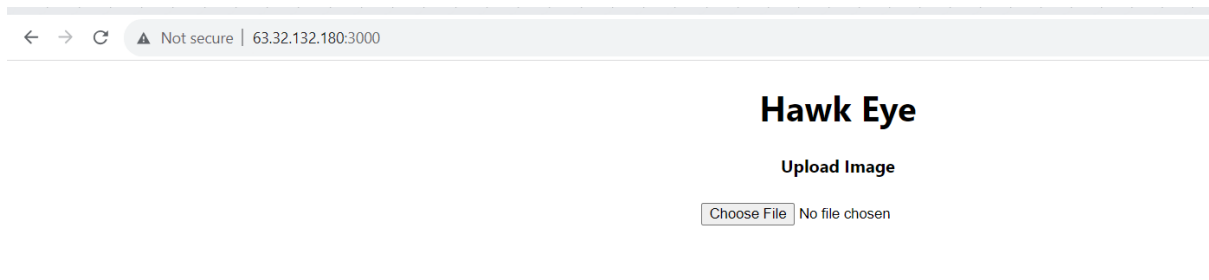 Not secure | 63.32.132.180:3000
Hawk Eye
Upload Image
Choose File No file chosen